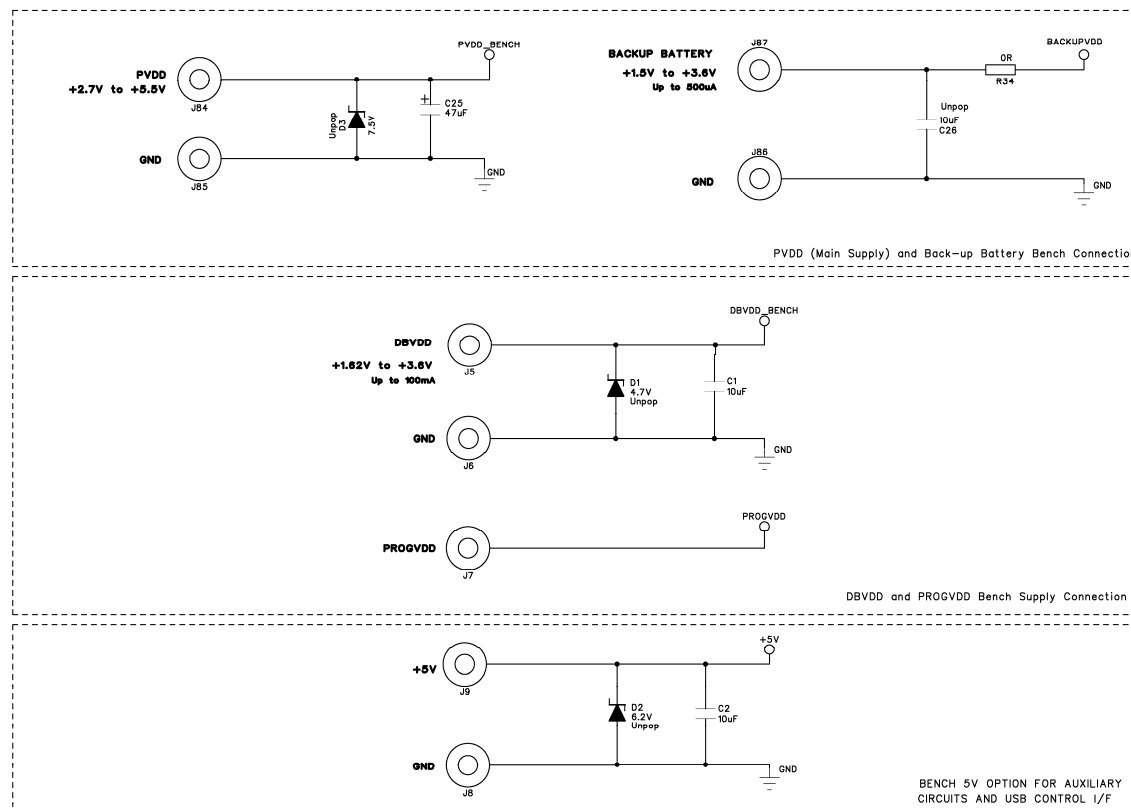 PVDD
+2.7V to +5.5V
J84
PVDD_BENCH
Unpop
D3
7.5V
C25
47uF
GND
J85
GND
BACKUP BATTERY
+1.5V to +3.6V
Up to 500uA
J87
0R
R34
BACKUPVDD
Unpop
10uF
C26
J86
GND
GND
PVDD (Main Supply) and Back-up Battery Bench Connectio
DBVDD
+1.62V to +3.6V
Up to 100mA
J5
DBVDD_BENCH
D1
4.7V
Unpop
C1
10uF
GND
J6
GND
PROGVDD
J7
PROGVDD
DBVDD and PROGVDD Bench Supply Connection
+5V
J9
+5V
D2
6.2V
Unpop
C2
10uF
GND
J8
GND
BENCH 5V OPTION FOR AUXILIARY
CIRCUITS AND USB CONTROL I/F